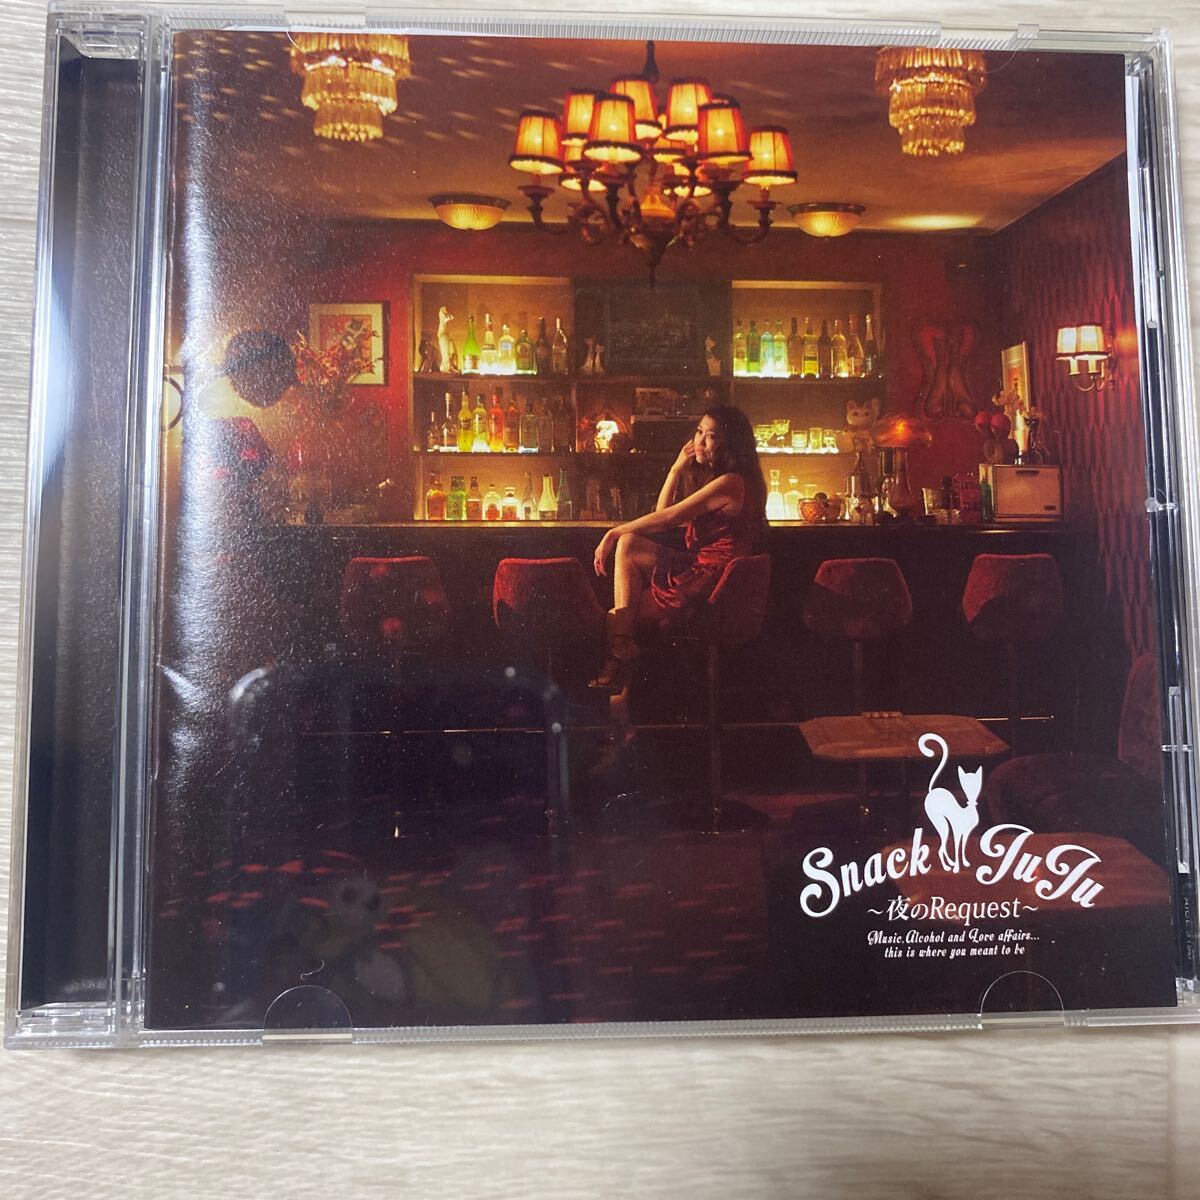 Snack JuJu
～夜のRequest～
Music, Alcohol and Love affairs...
this is where you meant to be